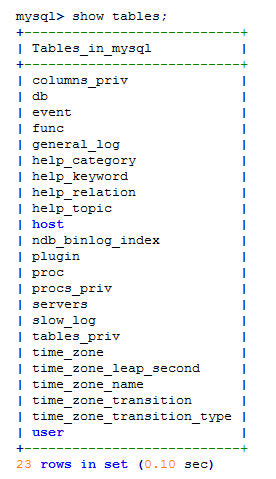 mysql> show tables;
+---------------------------+
| Tables_in_mysql           |
+---------------------------+
| columns_priv              |
| db                        |
| event                     |
| func                      |
| general_log               |
| help_category             |
| help_keyword              |
| help_relation             |
| help_topic                |
| host                      |
| ndb_binlog_index          |
| plugin                    |
| proc                      |
| procs_priv                |
| servers                   |
| slow_log                  |
| tables_priv               |
| time_zone                 |
| time_zone_leap_second     |
| time_zone_name            |
| time_zone_transition      |
| time_zone_transition_type |
| user                      |
+---------------------------+
23 rows in set (0.10 sec)